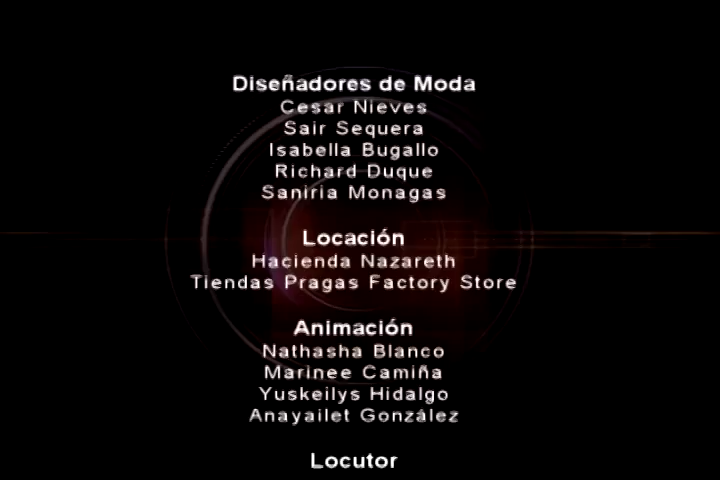 Diseñadores de Moda
Cesar Nieves
Sair Sequera
Isabella Bugallo
Richard Duque
Saniria Monagas
Locación
Hacienda Nazareth
Tiendas Pragas Factory Store
Animación
Nathasha Blanco
Marinee Camiña
Yuskeilys Hidalgo
Anayailet González
Locutor